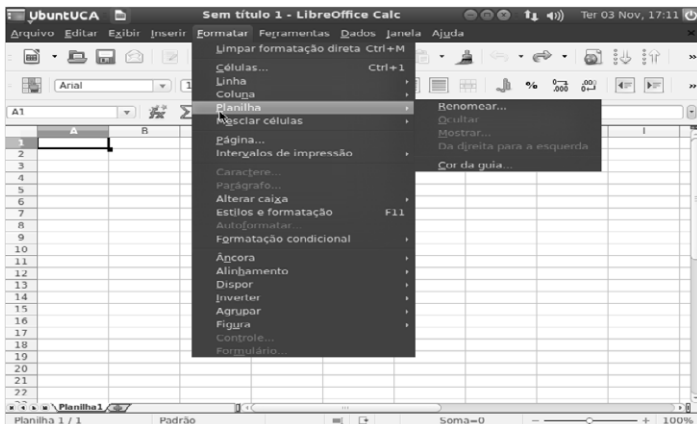 UbuntUCA Sem título 1 - LibreOffice Calc Ter 03 Nov, 17:11
Arquivo Editar Exibir Inserir Formatar Ferramentas Dados Janela Ajuda
Limpar formatação direta Ctrl+M
Células... Ctrl+1
Arial 1 % 0.000
Linha
Coluna
A1 Planilha Renomear...
Mesclar células Ocultar
Mostrar...
Página... Da direita para a esquerda
Intervalos de impressão
Cor da guia...
Caractere...
Parágrafo...
Alterar caixa
Estilos e formatação F11
Autoformatar...
Formatação condicional
Âncora
Alinhamento
Dispor
Inverter
Agrupar
Figura
Controle...
Formulário...
A B I
1
2
3
4
5
6
7
8
9
10
11
12
13
14
15
16
17
18
19
20
21
22
Planilha1
Planilha 1 / 1 Padrão Soma=0 100%